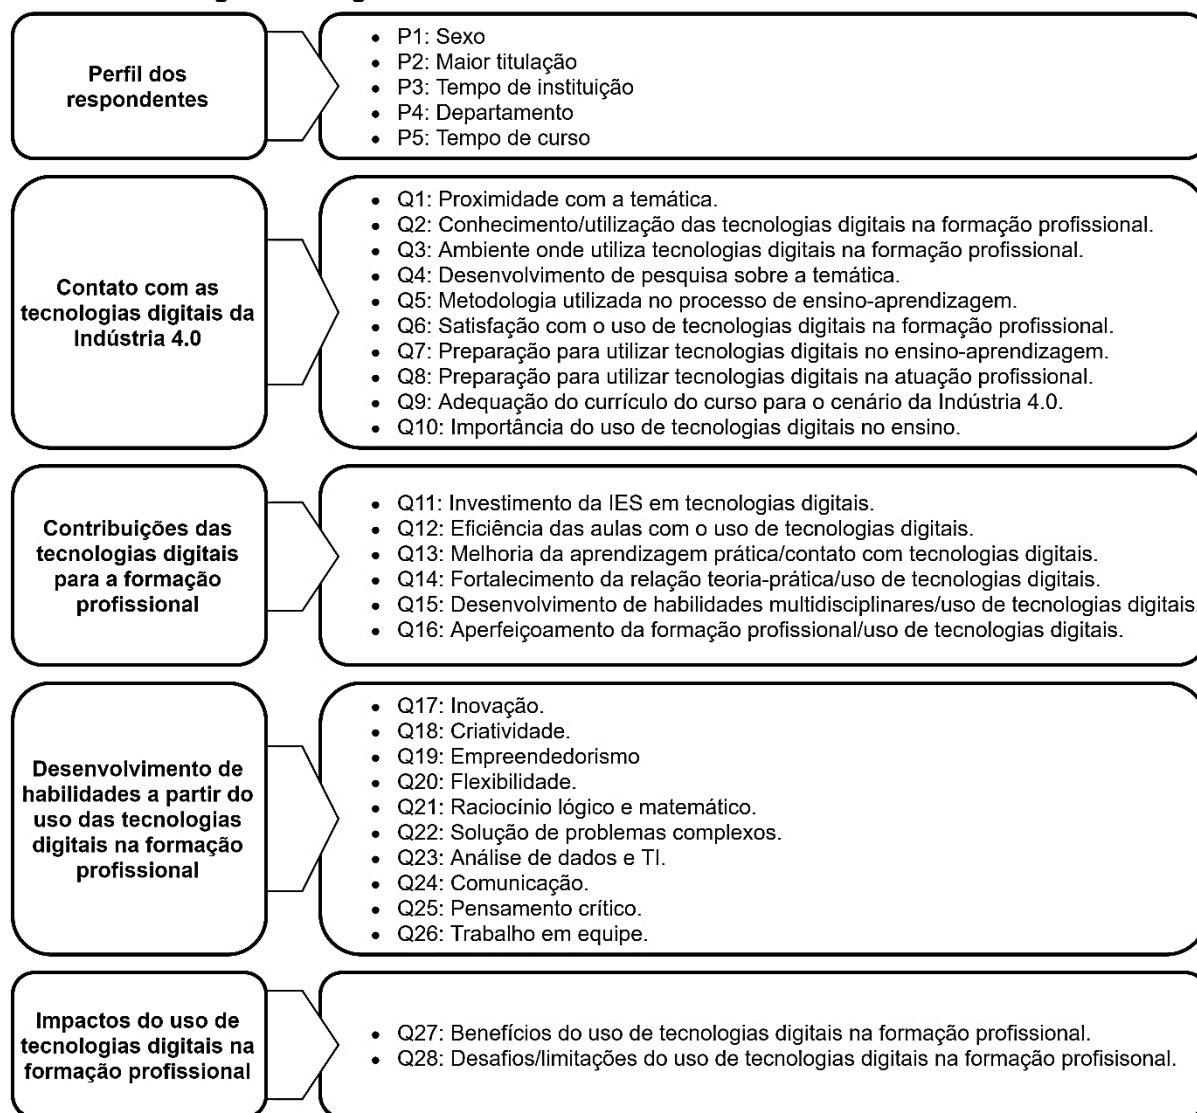 Perfil dos
respondentes
• P1: Sexo
• P2: Maior titulação
• P3: Tempo de instituição
• P4: Departamento
• P5: Tempo de curso
Contato com as
tecnologias digitais da
Indústria 4.0
• Q1: Proximidade com a temática.
• Q2: Conhecimento/utilização das tecnologias digitais na formação profissional.
• Q3: Ambiente onde utiliza tecnologias digitais na formação profissional.
• Q4: Desenvolvimento de pesquisa sobre a temática.
• Q5: Metodologia utilizada no processo de ensino-aprendizagem.
• Q6: Satisfação com o uso de tecnologias digitais na formação profissional.
• Q7: Preparação para utilizar tecnologias digitais no ensino-aprendizagem.
• Q8: Preparação para utilizar tecnologias digitais na atuação profissional.
• Q9: Adequação do currículo do curso para o cenário da Indústria 4.0.
• Q10: Importância do uso de tecnologias digitais no ensino.
Contribuições das
tecnologias digitais
para a formação
profissional
• Q11: Investimento da IES em tecnologias digitais.
• Q12: Eficiência das aulas com o uso de tecnologias digitais.
• Q13: Melhoria da aprendizagem prática/contato com tecnologias digitais.
• Q14: Fortalecimento da relação teoria-prática/uso de tecnologias digitais.
• Q15: Desenvolvimento de habilidades multidisciplinares/uso de tecnologias digitais.
• Q16: Aperfeiçoamento da formação profissional/uso de tecnologias digitais.
Desenvolvimento de
habilidades a partir do
uso das tecnologias
digitais na formação
profissional
• Q17: Inovação.
• Q18: Criatividade.
• Q19: Empreendedorismo
• Q20: Flexibilidade.
• Q21: Raciocínio lógico e matemático.
• Q22: Solução de problemas complexos.
• Q23: Análise de dados e TI.
• Q24: Comunicação.
• Q25: Pensamento crítico.
• Q26: Trabalho em equipe.
Impactos do uso de
tecnologias digitais na
formação profissional
• Q27: Benefícios do uso de tecnologias digitais na formação profissional.
• Q28: Desafios/limitações do uso de tecnologias digitais na formação profisisonal.